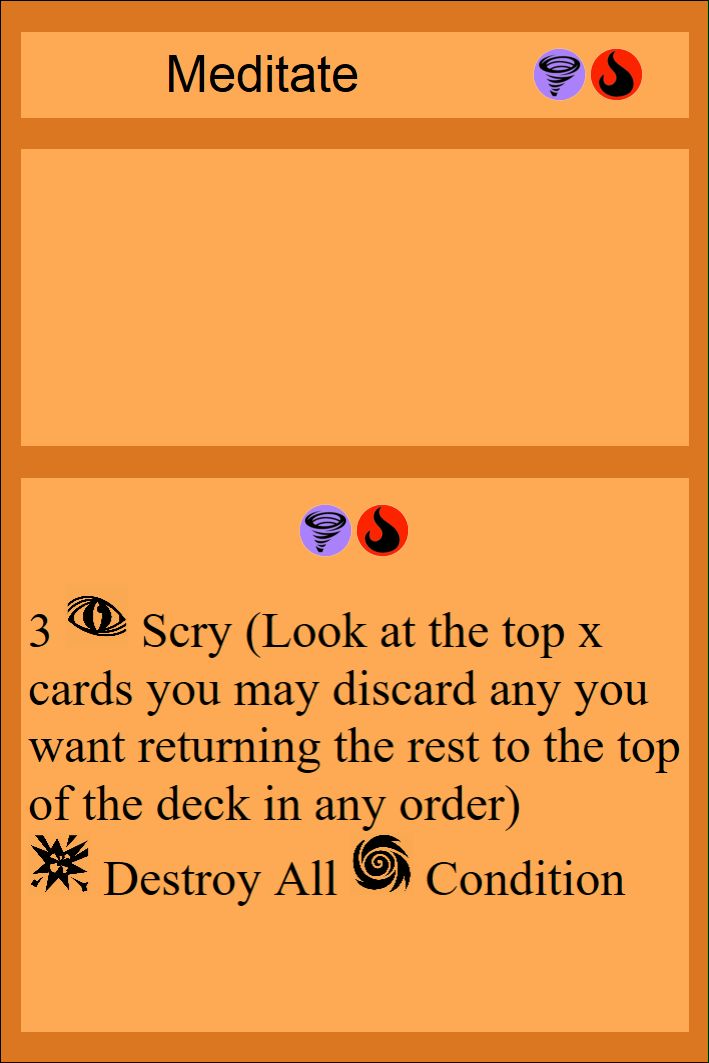 Meditate
3 Scry (Look at the top x
cards you may discard any you
want returning the rest to the top
of the deck in any order)
Destroy All Condition